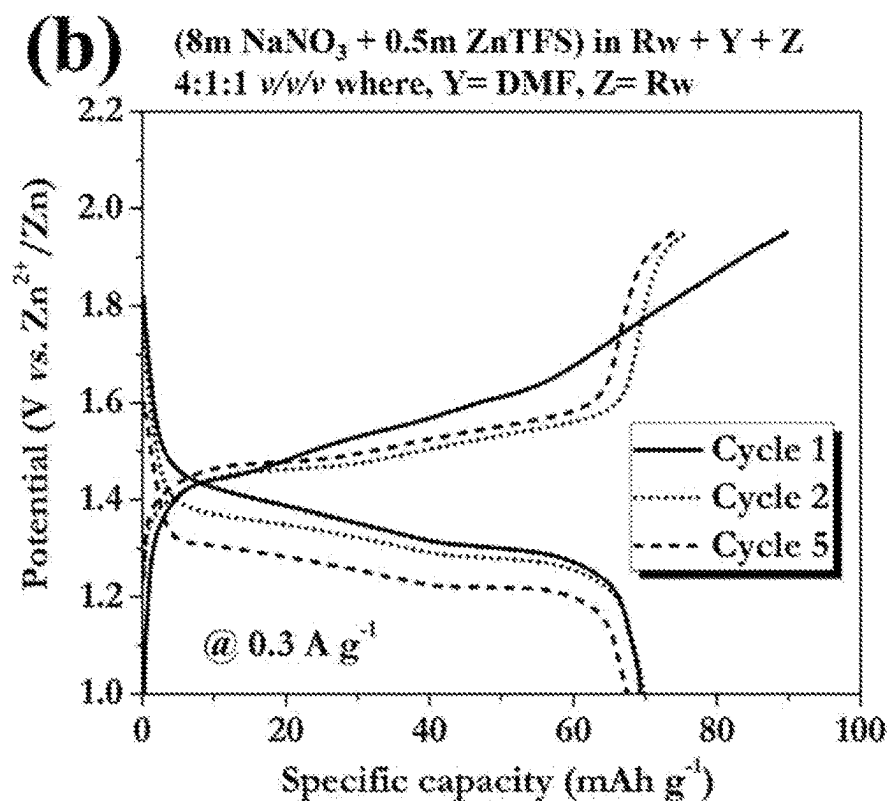 (b)
(8m NaNO₃ + 0.5m ZnTFS) in Rw + Y + Z
4:1:1 v/v/v where, Y= DMF, Z= Rw
2.2
2.0
1.8
1.6
1.4
1.2
1.0
Potential (V vs. Zn²⁺/Zn)
Cycle 1
Cycle 2
Cycle 5
@ 0.3 A g⁻¹
0 20 40 60 80 100
Specific capacity (mAh g⁻¹)